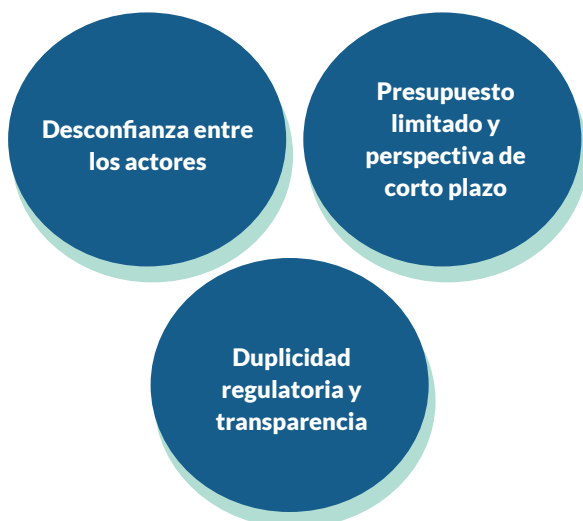 Desconfianza entre
los actores
Presupuesto
limitado y
perspectiva de
corto plazo
Duplicidad
regulatoria y
transparencia